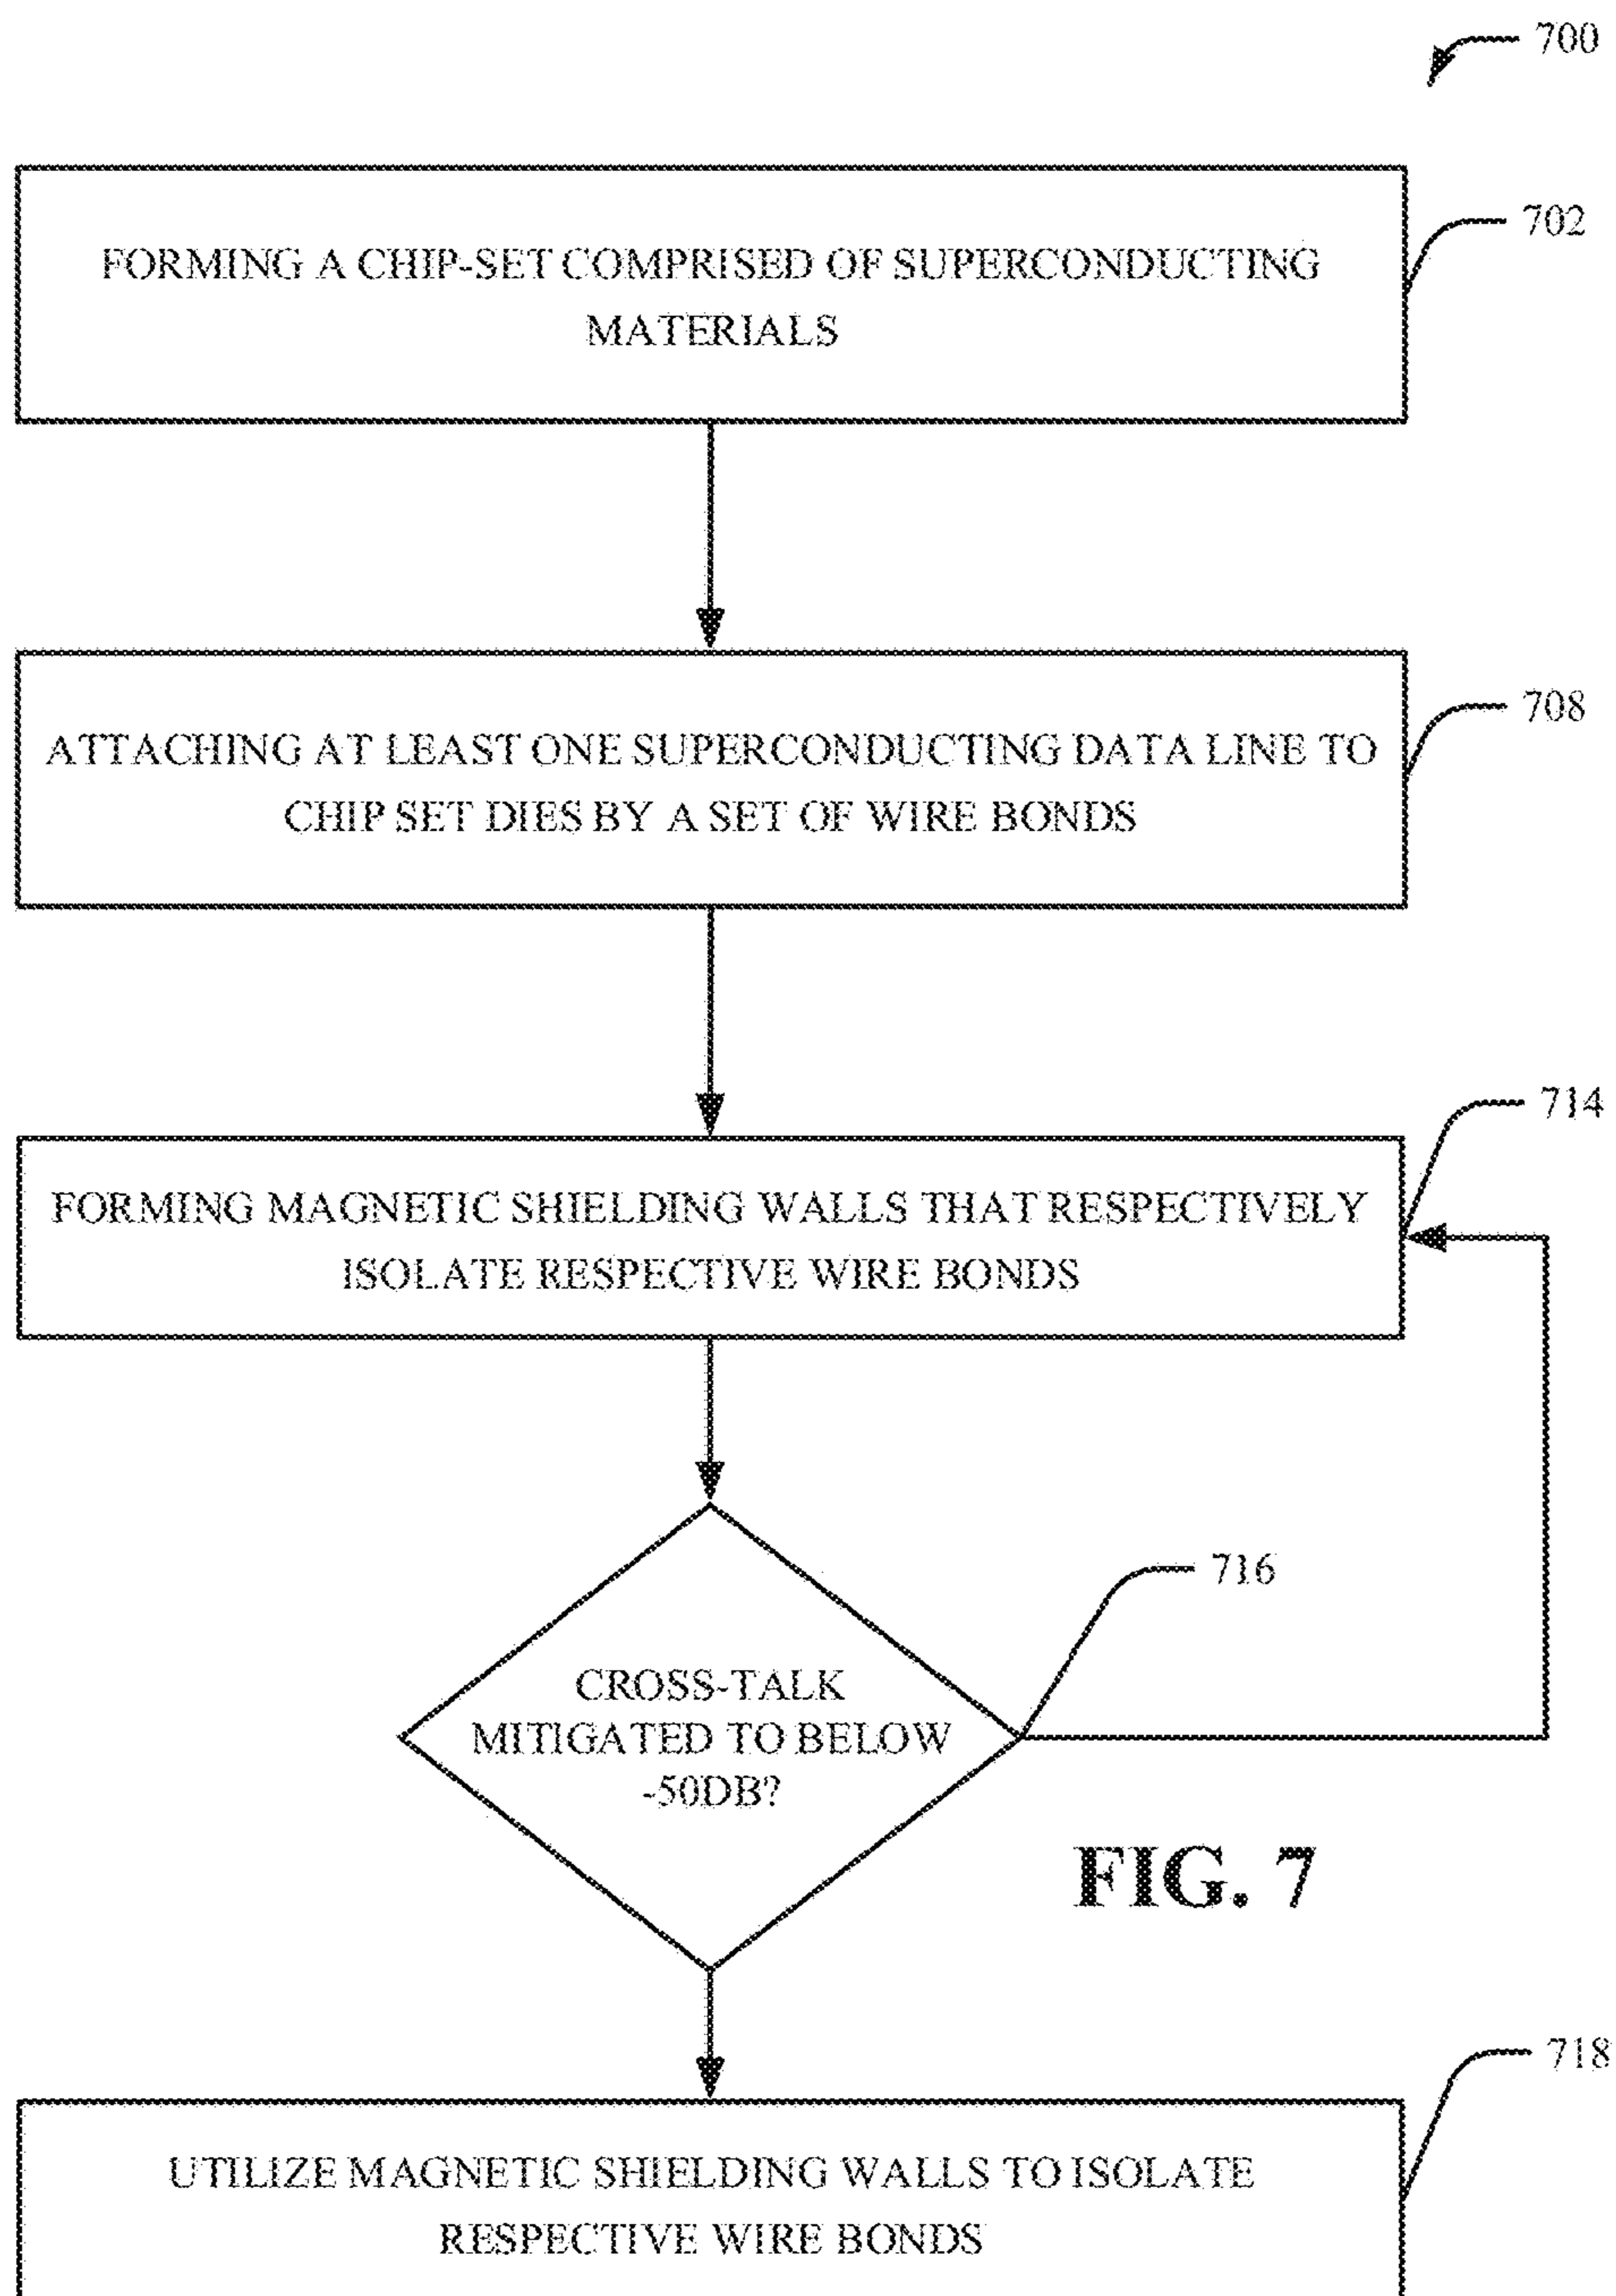 700
702
FORMING A CHIP-SET COMPRISED OF SUPERCONDUCTING
MATERIALS
708
ATTACHING AT LEAST ONE SUPERCONDUCTING DATA LINE TO
CHIP SET DIES BY A SET OF WIRE BONDS
714
FORMING MAGNETIC SHIELDING WALLS THAT RESPECTIVELY
ISOLATE RESPECTIVE WIRE BONDS
716
CROSS-TALK
MITIGATED TO BELOW
-50DB?
FIG. 7
718
UTILIZE MAGNETIC SHIELDING WALLS TO ISOLATE
RESPECTIVE WIRE BONDS